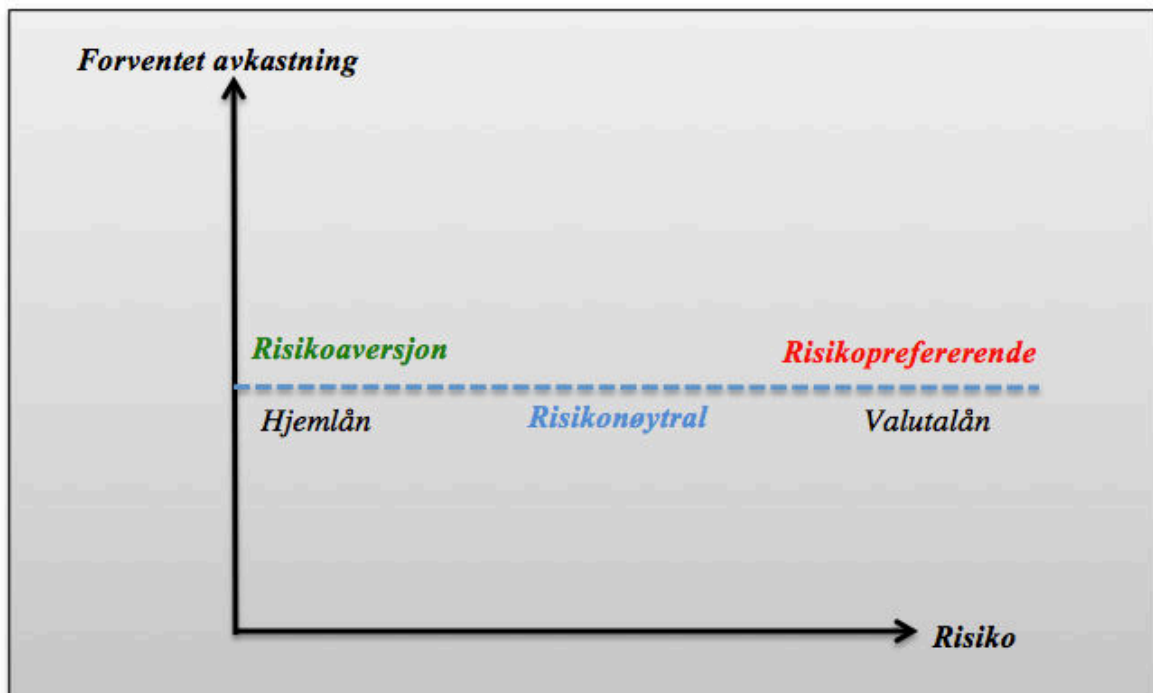 Forventet avkastning
Risikoaversjon
Risikoprefererende
Hjemlån
Risikonøytral
Valutalån
Risiko